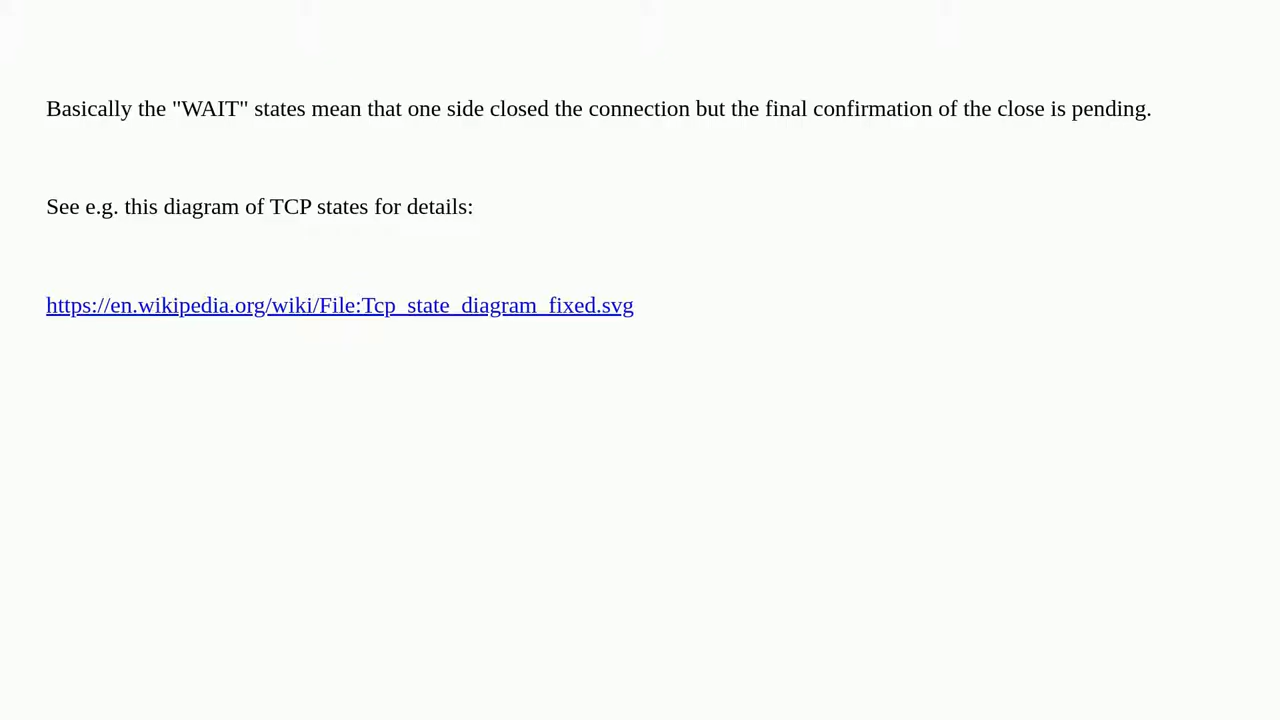 Basically the "WAIT" states mean that one side closed the connection but the final confirmation of the close is pending.
See e.g. this diagram of TCP states for details:
https://en.wikipedia.org/wiki/File:Tcp_state_diagram_fixed.svg